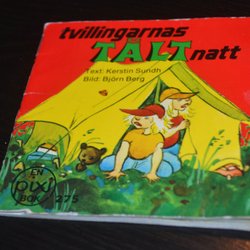 tvillingarnas
TÄLTnatt
Text: Kerstin Sundh
Bild: Björn Berg
EN
pixi
BOK 275